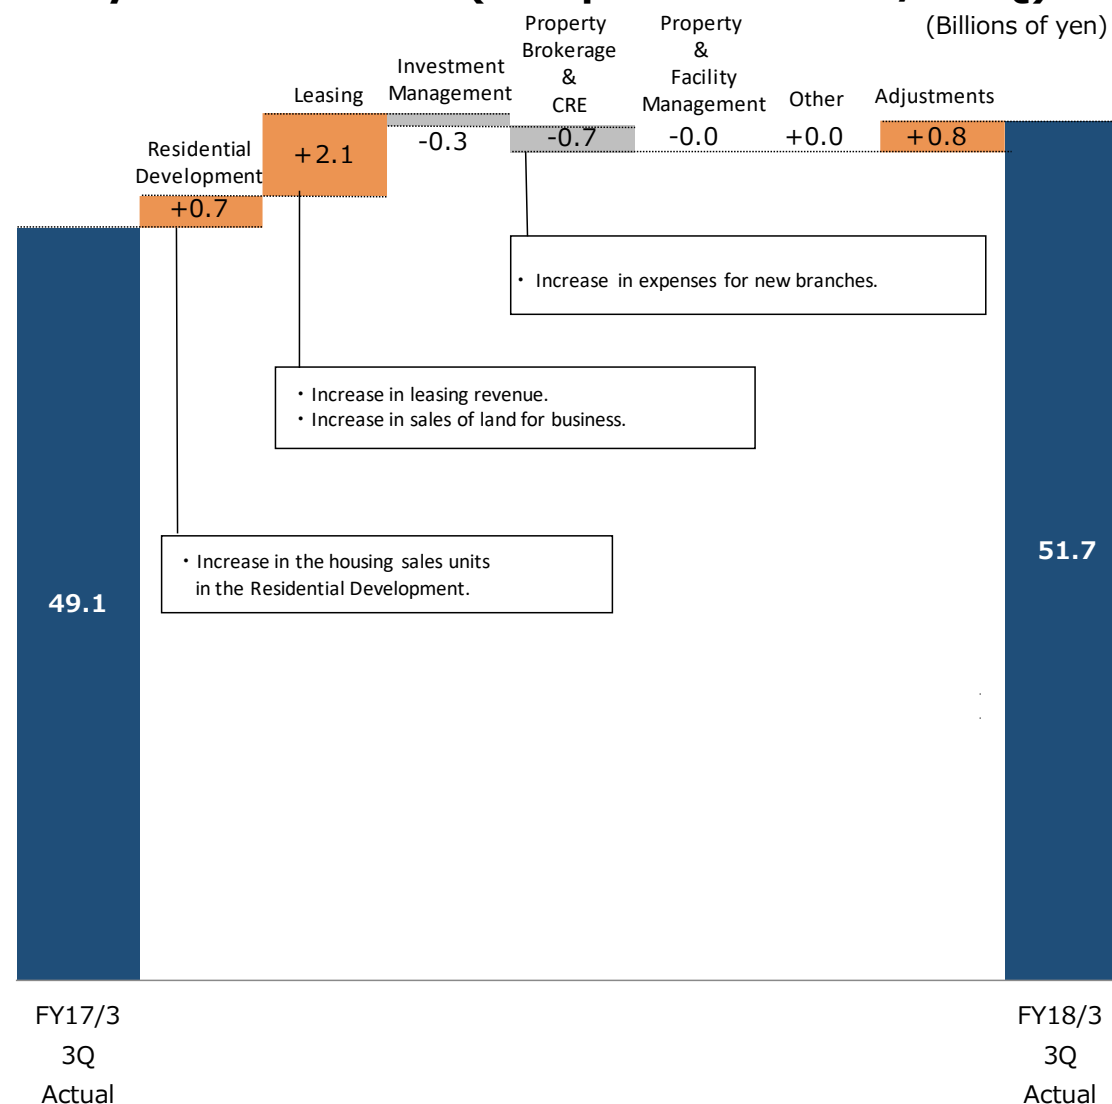 (Billions of yen)
Property
Brokerage
&
CRE
Property
&
Facility
Management
Investment
Management
Leasing
Other
Adjustments
Residential
Development
+0.7
+2.1
-0.3
-0.7
-0.0
+0.0
+0.8
・ Increase in expenses for new branches.
・Increase in leasing revenue.
・Increase in sales of land for business.
・Increase in the housing sales units
in the Residential Development.
49.1
51.7
FY17/3
3Q
Actual
FY18/3
3Q
Actual